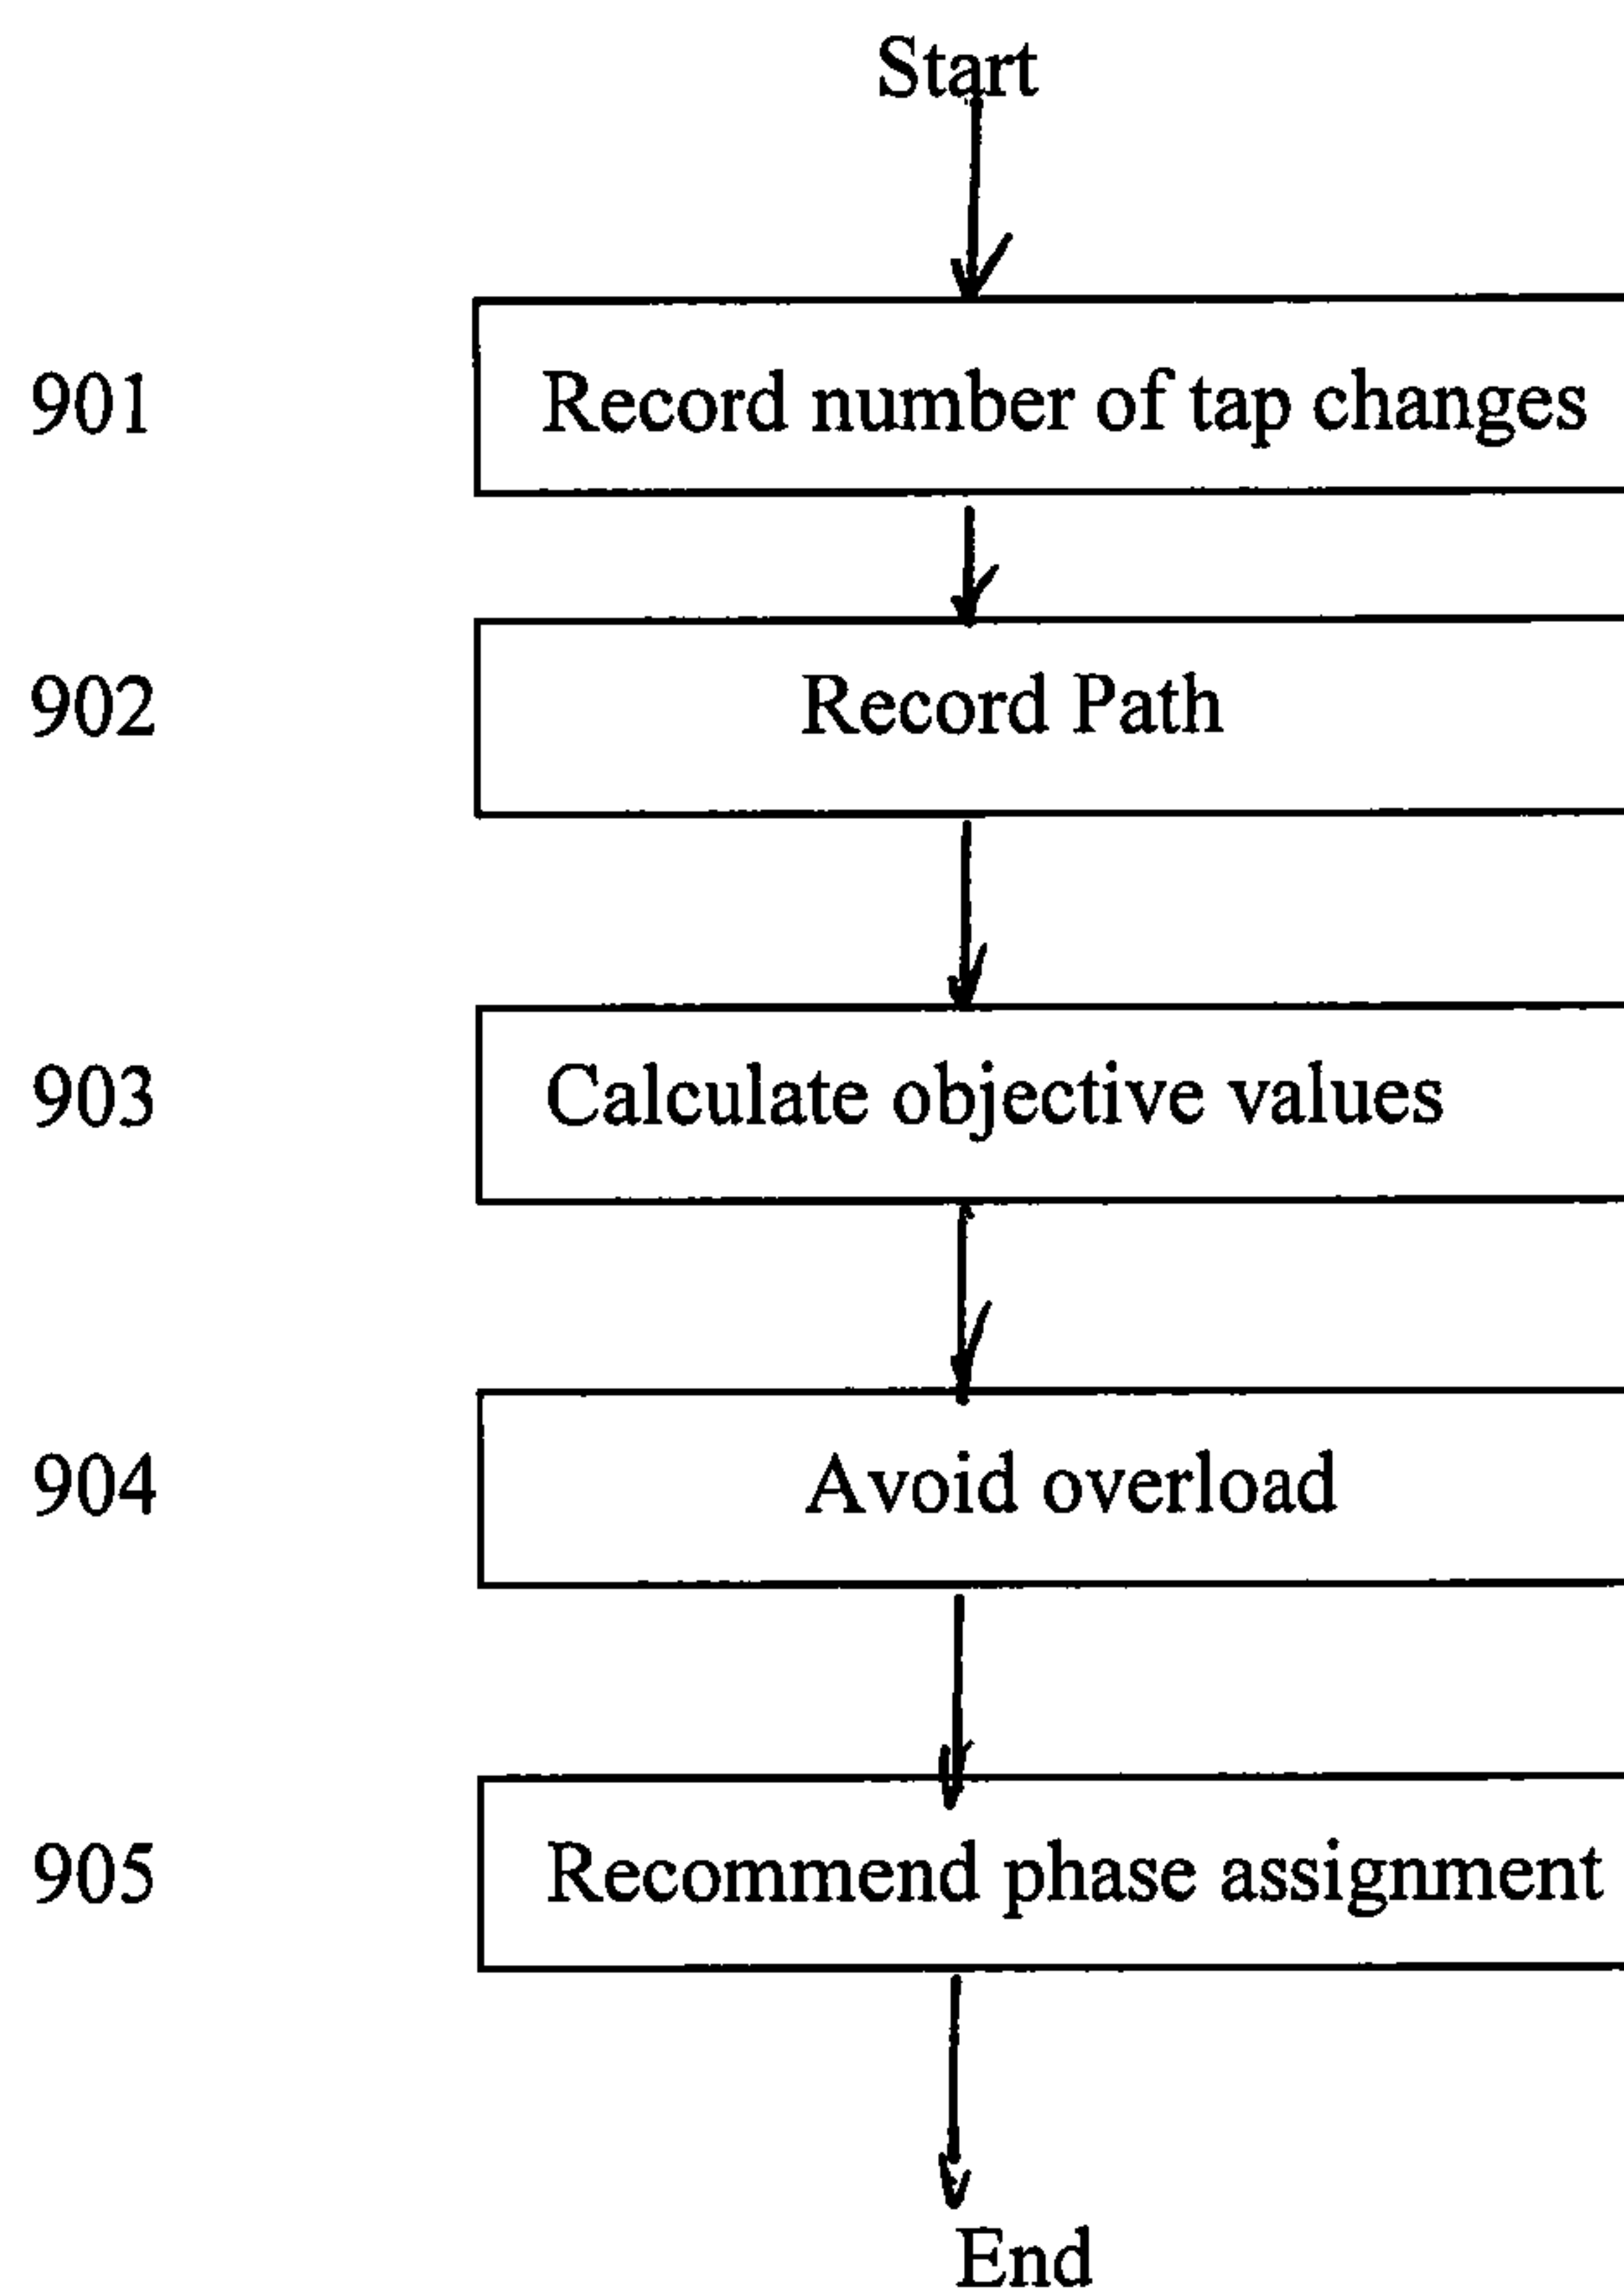 Start
901 Record number of tap changes
902 Record Path
903 Calculate objective values
904 Avoid overload
905 Recommend phase assignment
End